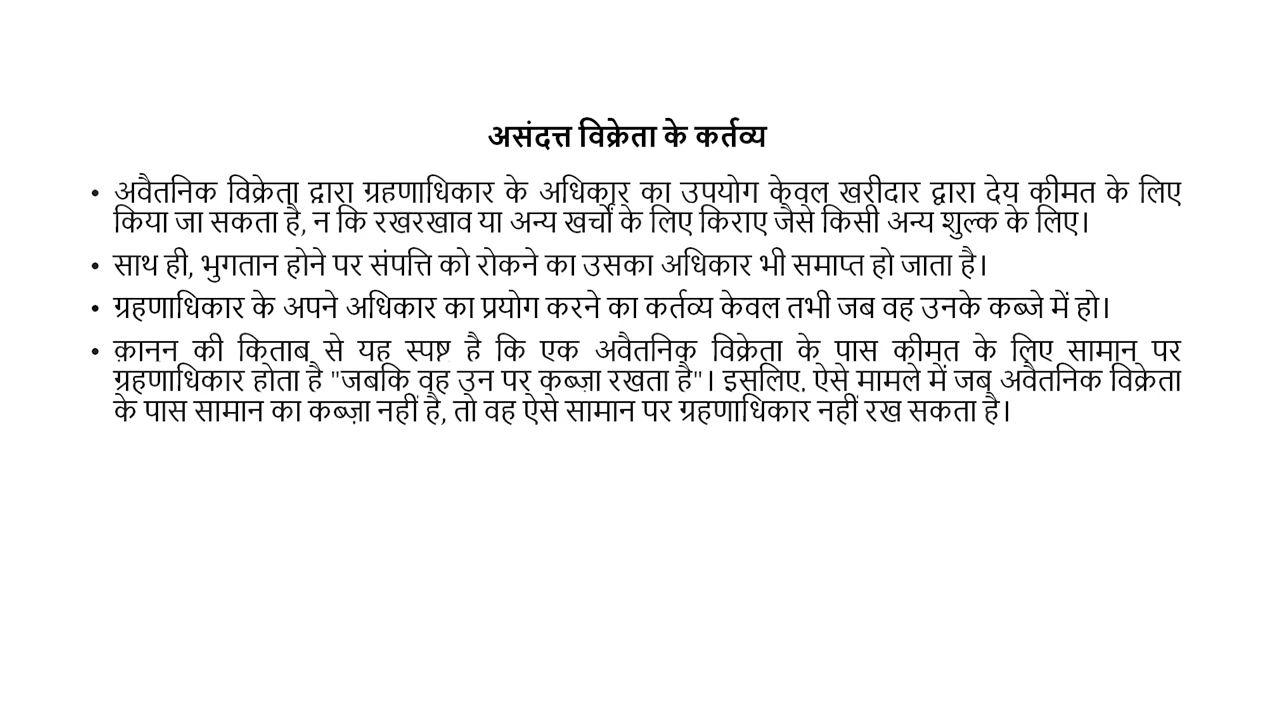 असंदत्त विक्रेता के कर्तव्य
• अवैतनिक विक्रेता द्वारा ग्रहणाधिकार के अधिकार का उपयोग केवल खरीदार द्वारा देय कीमत के लिए
किया जा सकता है, न कि रखरखाव या अन्य खर्चों के लिए किराए जैसे किसी अन्य शुल्क के लिए।
• साथ ही, भुगतान होने पर संपत्ति को रोकने का उसका अधिकार भी समाप्त हो जाता है।
• ग्रहणाधिकार के अपने अधिकार का प्रयोग करने का कर्तव्य केवल तभी जब वह उनके कब्जे में हो।
• क़ानून की किताब से यह स्पष्ट है कि एक अवैतनिक विक्रेता के पास कीमत के लिए सामान पर
ग्रहणाधिकार होता है "जबकि वह उन पर कब्ज़ा रखता है"। इसलिए, ऐसे मामले में जब अवैतनिक विक्रेता
के पास सामान का कब्ज़ा नहीं है, तो वह ऐसे सामान पर ग्रहणाधिकार नहीं रख सकता है।